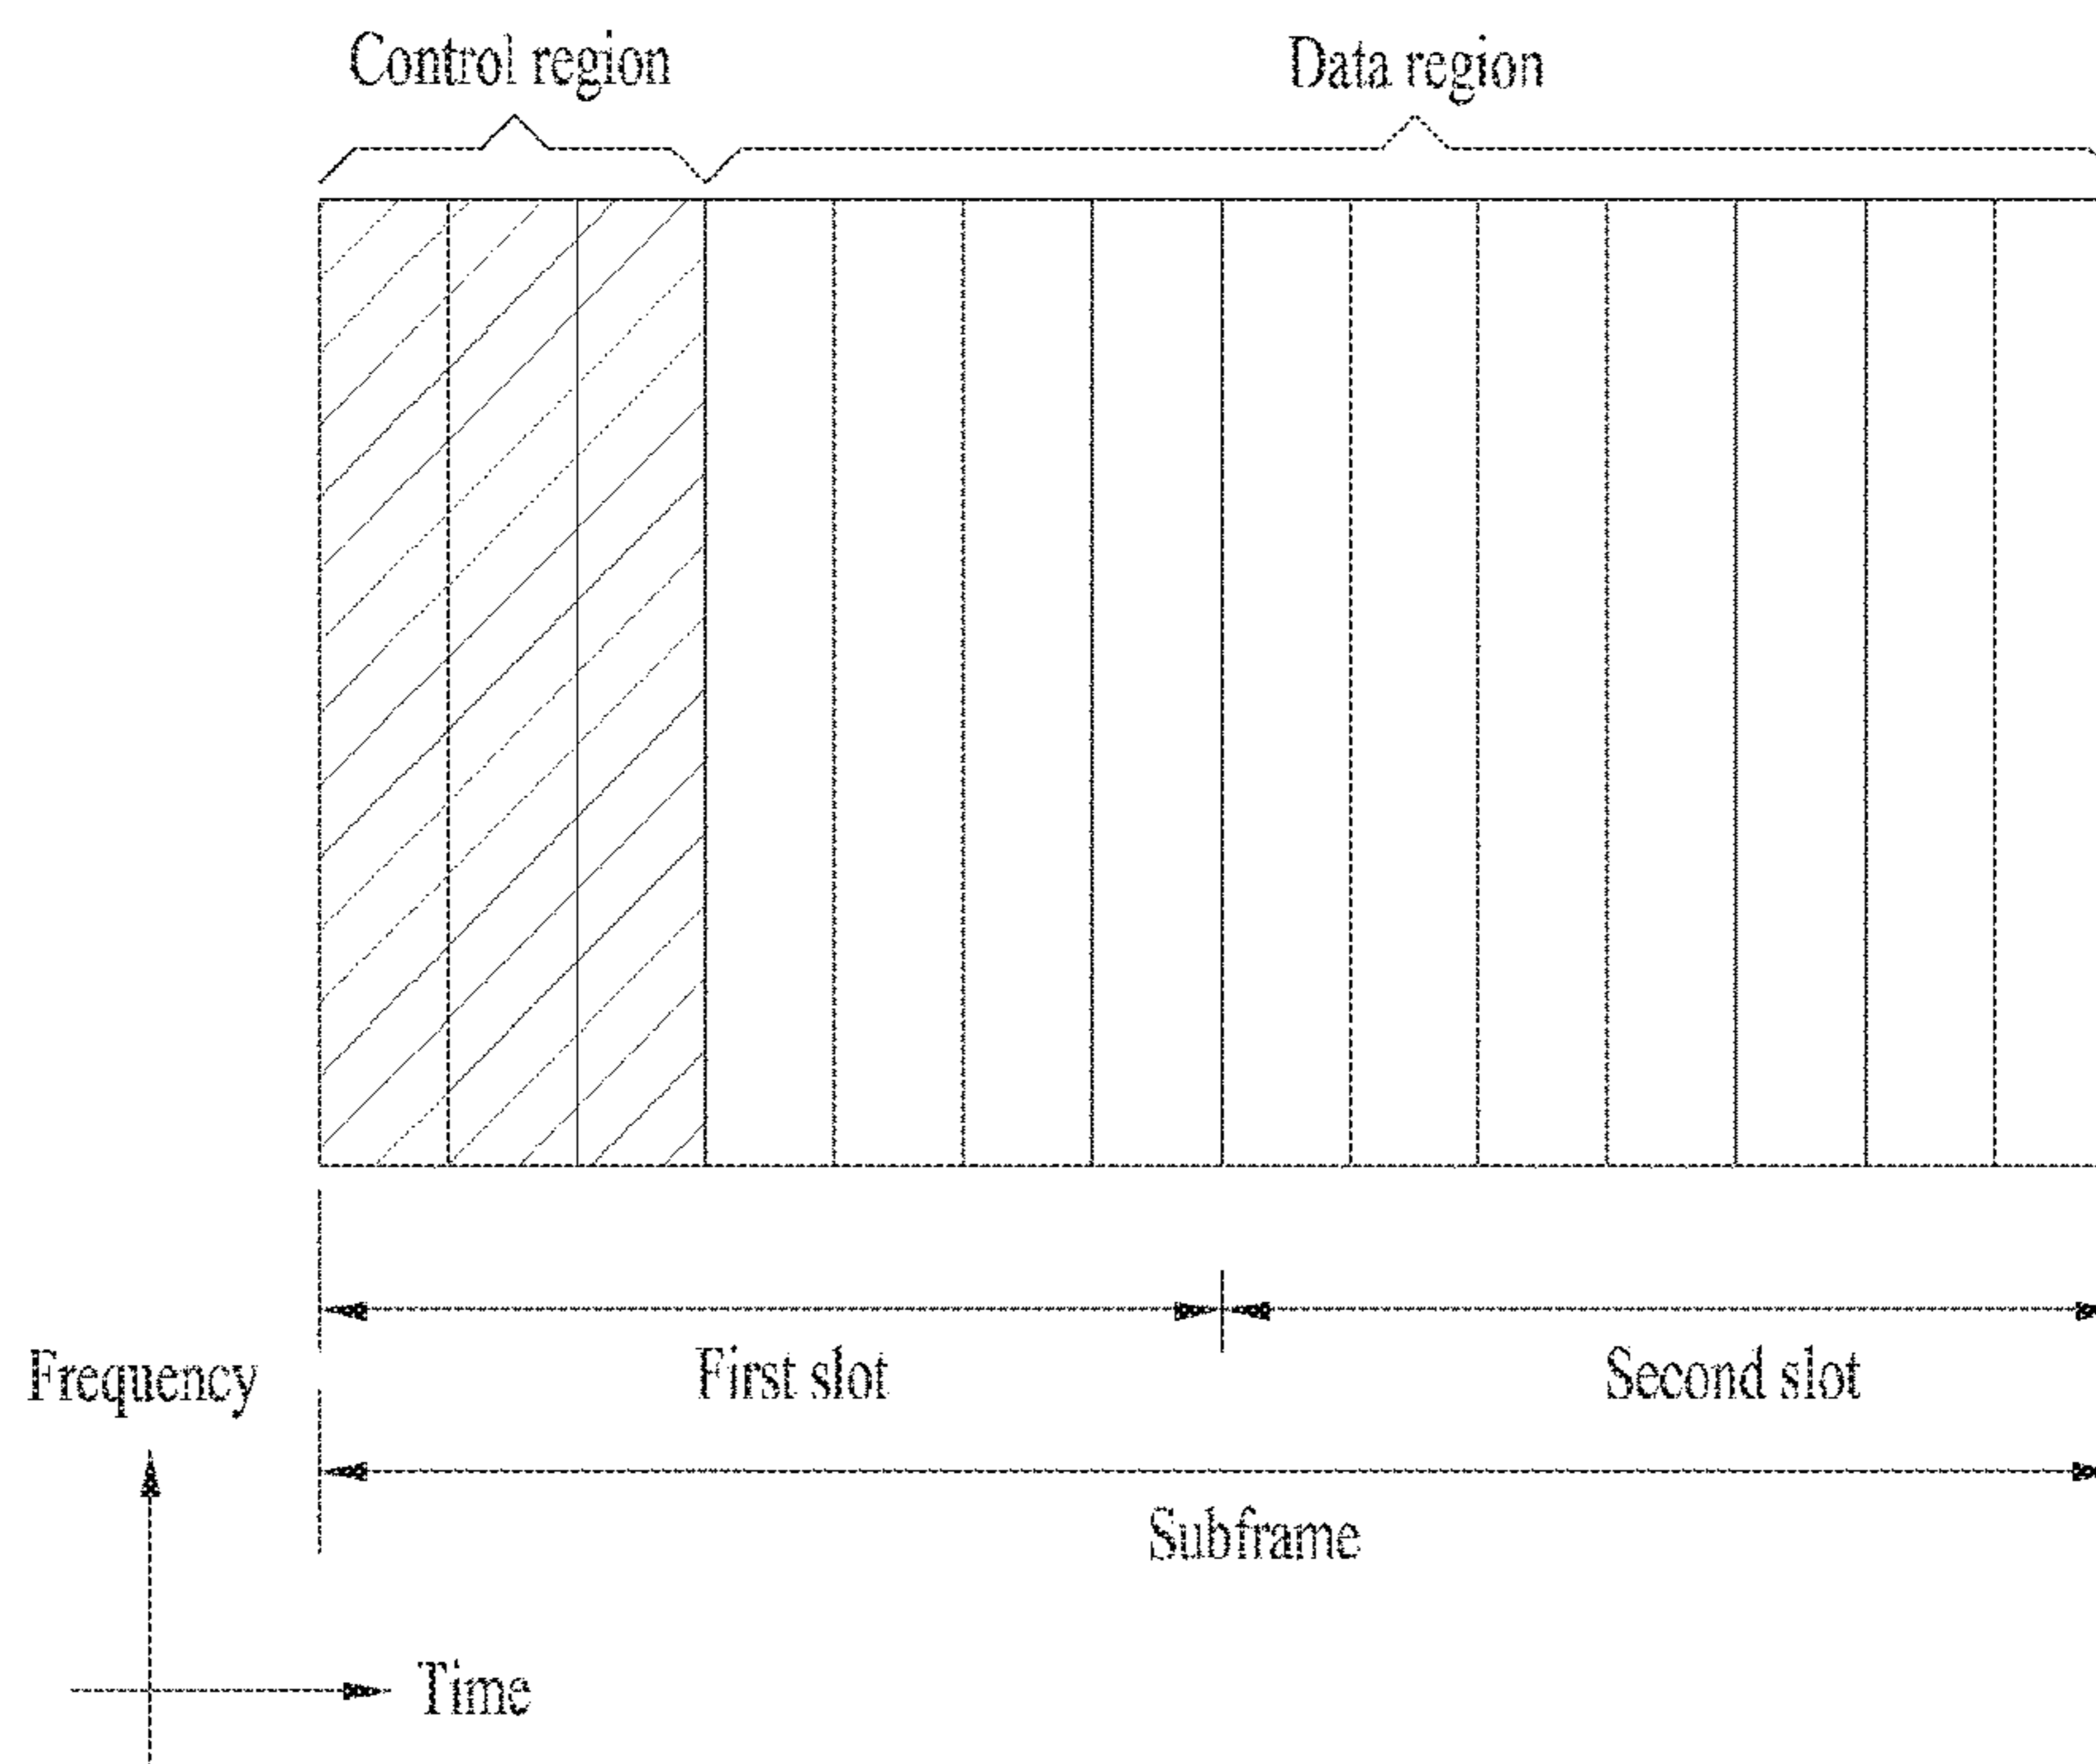 Control region
Data region
First slot
Second slot
Frequency
Subframe
Time